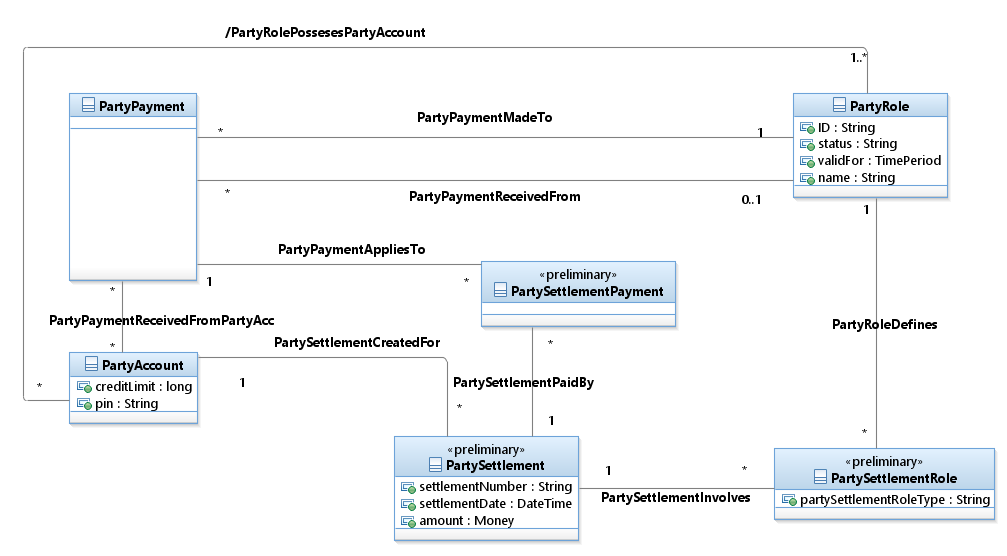 /PartyRolePossesesPartyAccount
1..*
PartyPayment
PartyRole
PartyPaymentMadeTo
*
1
ID : String
status : String
validFor : TimePeriod
name : String
*
PartyPaymentReceivedFrom
0..1
1
PartyPaymentAppliesTo
1
*
«preliminary»
PartySettlementPayment
*
PartyPaymentReceivedFromPartyAcc
PartyRoleDefines
*
PartySettlementCreatedFor
*
PartyAccount
creditLimit : long
pin : String
*
1
PartySettlementPaidBy
*
1
*
«preliminary»
PartySettlement
settlementNumber : String
settlementDate : DateTime
amount : Money
1
*
PartySettlementInvolves
«preliminary»
PartySettlementRole
partySettlementRoleType : String